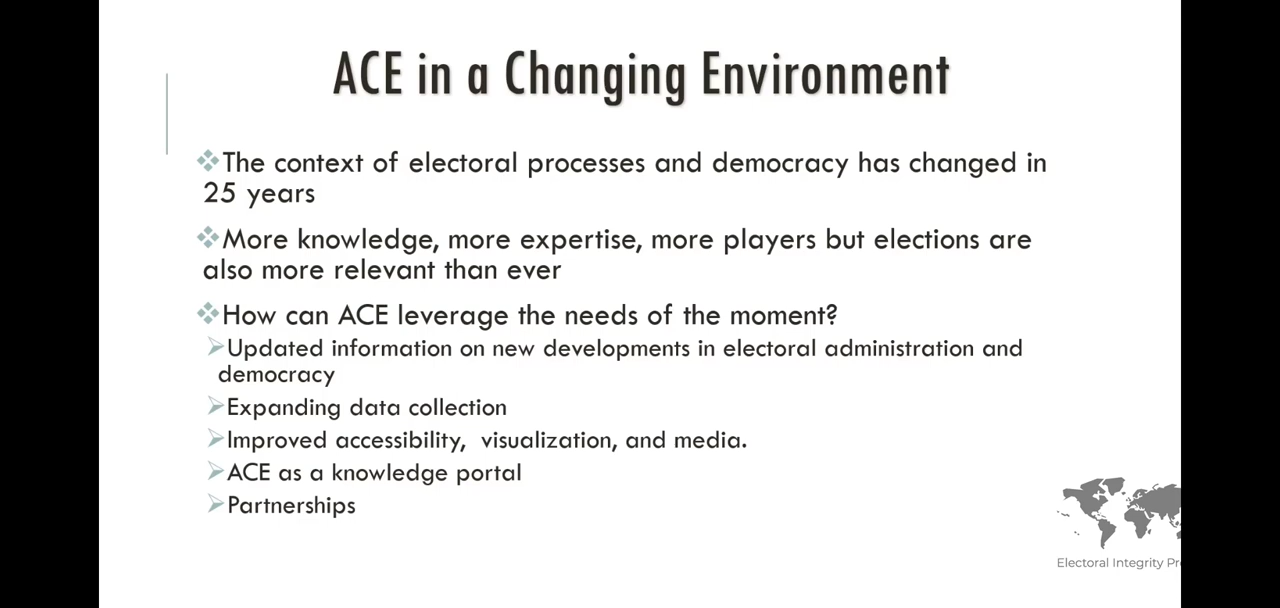 ACE in a Changing Environment
The context of electoral processes and democracy has changed in
25 years
More knowledge, more expertise, more players but elections are
also more relevant than ever
How can ACE leverage the needs of the moment?
Updated information on new developments in electoral administration and
democracy
Expanding data collection
Improved accessibility, visualization, and media.
ACE as a knowledge portal
Partnerships
Electoral Integrity